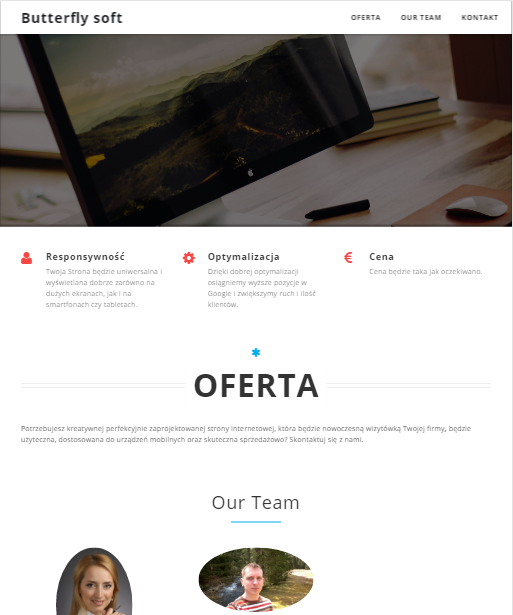 Butterfly soft
OFERTA OUR TEAM KONTAKT
Responsywność
Twoja Strona będzie uniwersalna i
wyświetlana dobrze zarówno na
dużych ekranach, jak i na
smartfonach czy tabletach.
Optymalizacja
Dzięki dobrej optymalizacji
osiągniemy wyższe pozycje w
Google i zwiększymy ruch i ilość
klientów.
Cena
Cena będzie taka jak oczekiwano.
OFERTA
Potrzebujesz kreatywnej perfekcyjnie zaprojektowanej strony internetowej, która będzie nowoczesną wizytówką Twojej firmy, będzie
użyteczna, dostosowana do urządzeń mobilnych oraz skuteczna sprzedażowo? Skontaktuj się z nami.
Our Team